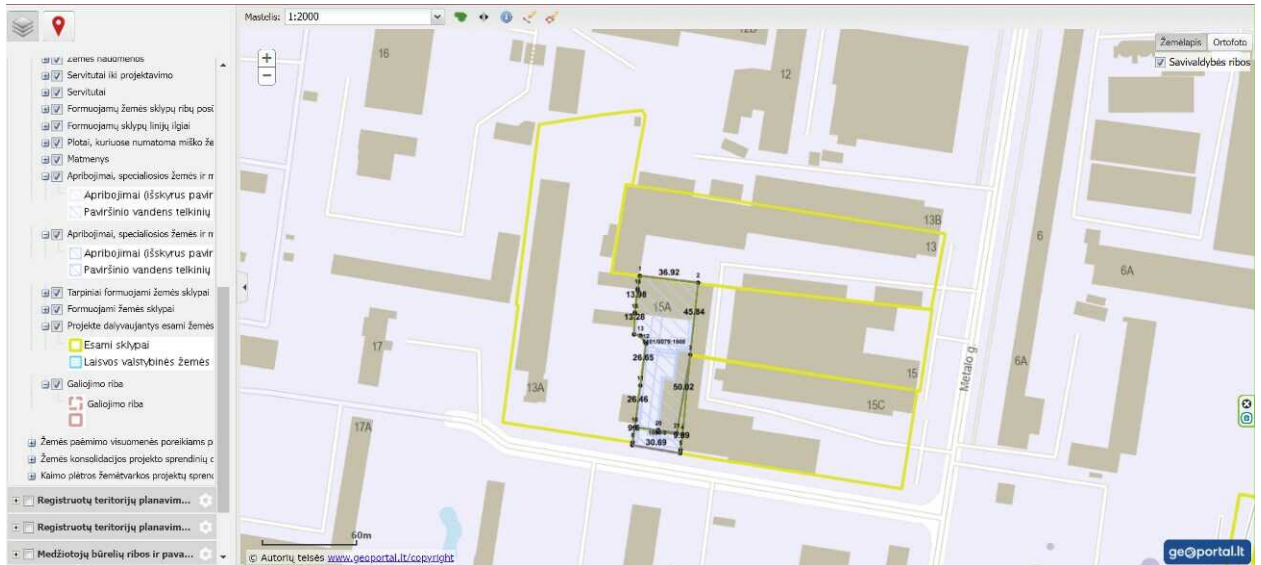 Mastelis: 1:2000
Žemėlapis Ortofoto
Savivaldybės ribos
+
−
Žemės naudmenos
Servitutai iki projektavimo
Servitutai
Formuojamų žemės sklypų ribų posi
Formuojamų sklypų linijų ilgiai
Plotai, kuriuose numatoma miško že
Matmenys
Apribojimai, specialiosios žemės ir m
Apribojimai (išskyrus pavir
Paviršinio vandens telkinių
Apribojimai, specialiosios žemės ir m
Apribojimai (išskyrus pavir
Paviršinio vandens telkinių
Tarpiniai formuojami žemės sklypai
Formuojami žemės sklypai
Projekte dalyvaujantys esami žemės
Esami sklypai
Laisvos valstybinės žemės
Galiojimo riba
Galiojimo riba
Žemės paėmimo visuomenės poreikiams p
Žemės konsolidacijos projekto sprendinių c
Kaimo plėtros žemėtvarkos projektų spren
Registruotų teritorijų planavim...
Registruotų teritorijų planavim...
Medžiotojų būrelių ribos ir pava...
16
12D
12
13B
13
6
6A
1
36.92
2
13.98
15A
45.84
13.28
17
26.65
6A
15
Metalo g.
13A
50.02
15C
26.46
17A
9.89
30.69
60m
© Autorių teisės www.geoportal.lt/copyright
geoportal.lt